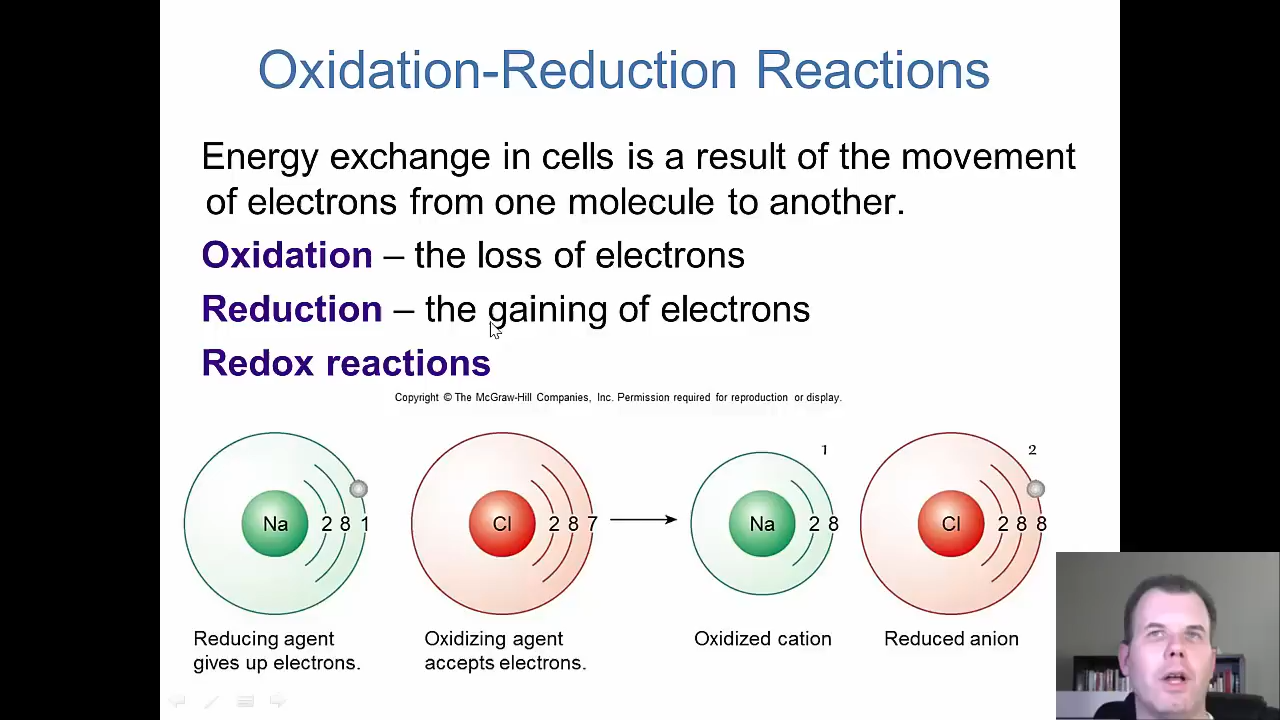 Oxidation-Reduction Reactions
Energy exchange in cells is a result of the movement
of electrons from one molecule to another.
Oxidation – the loss of electrons
Reduction – the gaining of electrons
Redox reactions
Copyright © The McGraw-Hill Companies, Inc. Permission required for reproduction or display.
1 2
Na 2 8 1 Cl 2 8 7 Na 2 8 Cl 2 8 8
Reducing agent
gives up electrons.
Oxidizing agent
accepts electrons.
Oxidized cation
Reduced anion